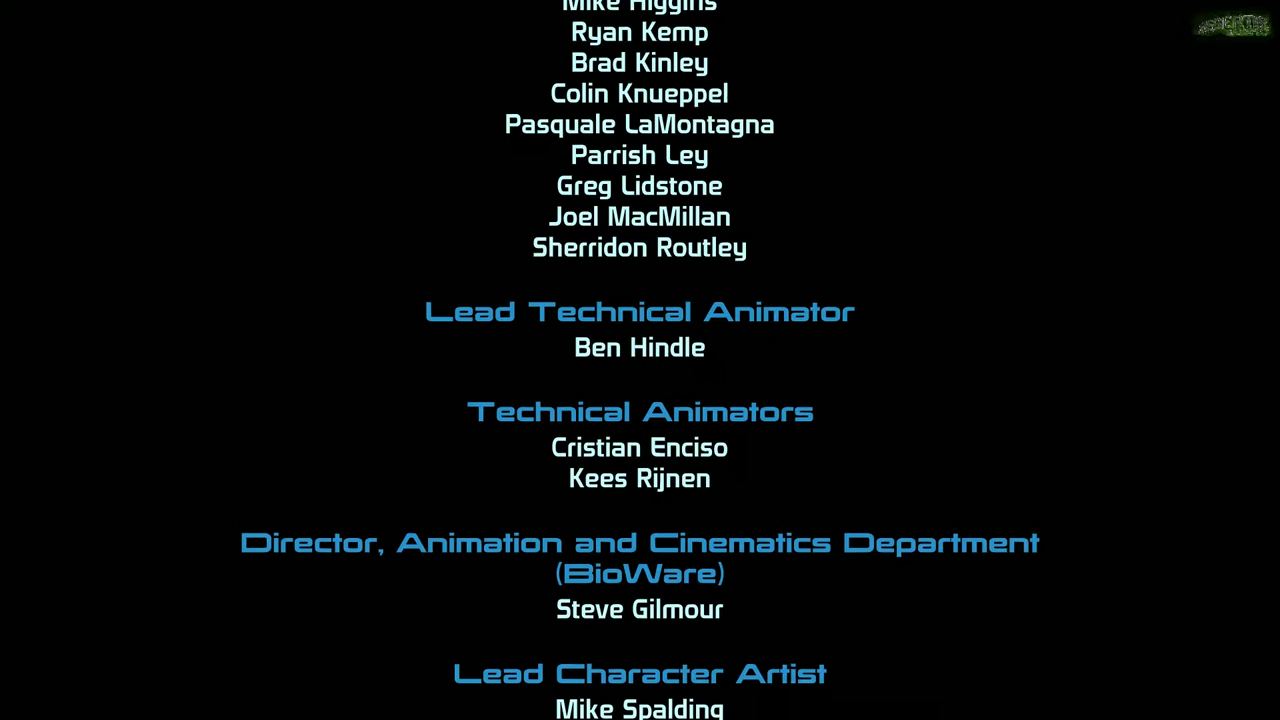 Mike Higgins
Ryan Kemp
Brad Kinley
Colin Knueppel
Pasquale LaMontagna
Parrish Ley
Greg Lidstone
Joel MacMillan
Sherridon Routley
Lead Technical Animator
Ben Hindle
Technical Animators
Cristian Enciso
Kees Rijnen
Director, Animation and Cinematics Department
(BioWare)
Steve Gilmour
Lead Character Artist
Mike Spalding